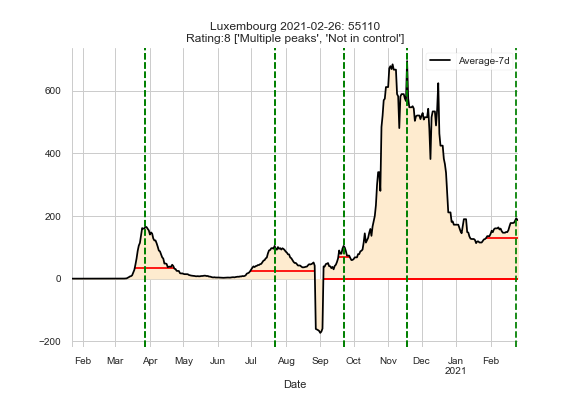 Luxembourg 2021-02-26: 55110
Rating:8 ['Multiple peaks', 'Not in control']
Average-7d
600
400
200
0
−200
Feb Mar Apr May Jun Jul Aug Sep Oct Nov Dec Jan Feb
2021
Date